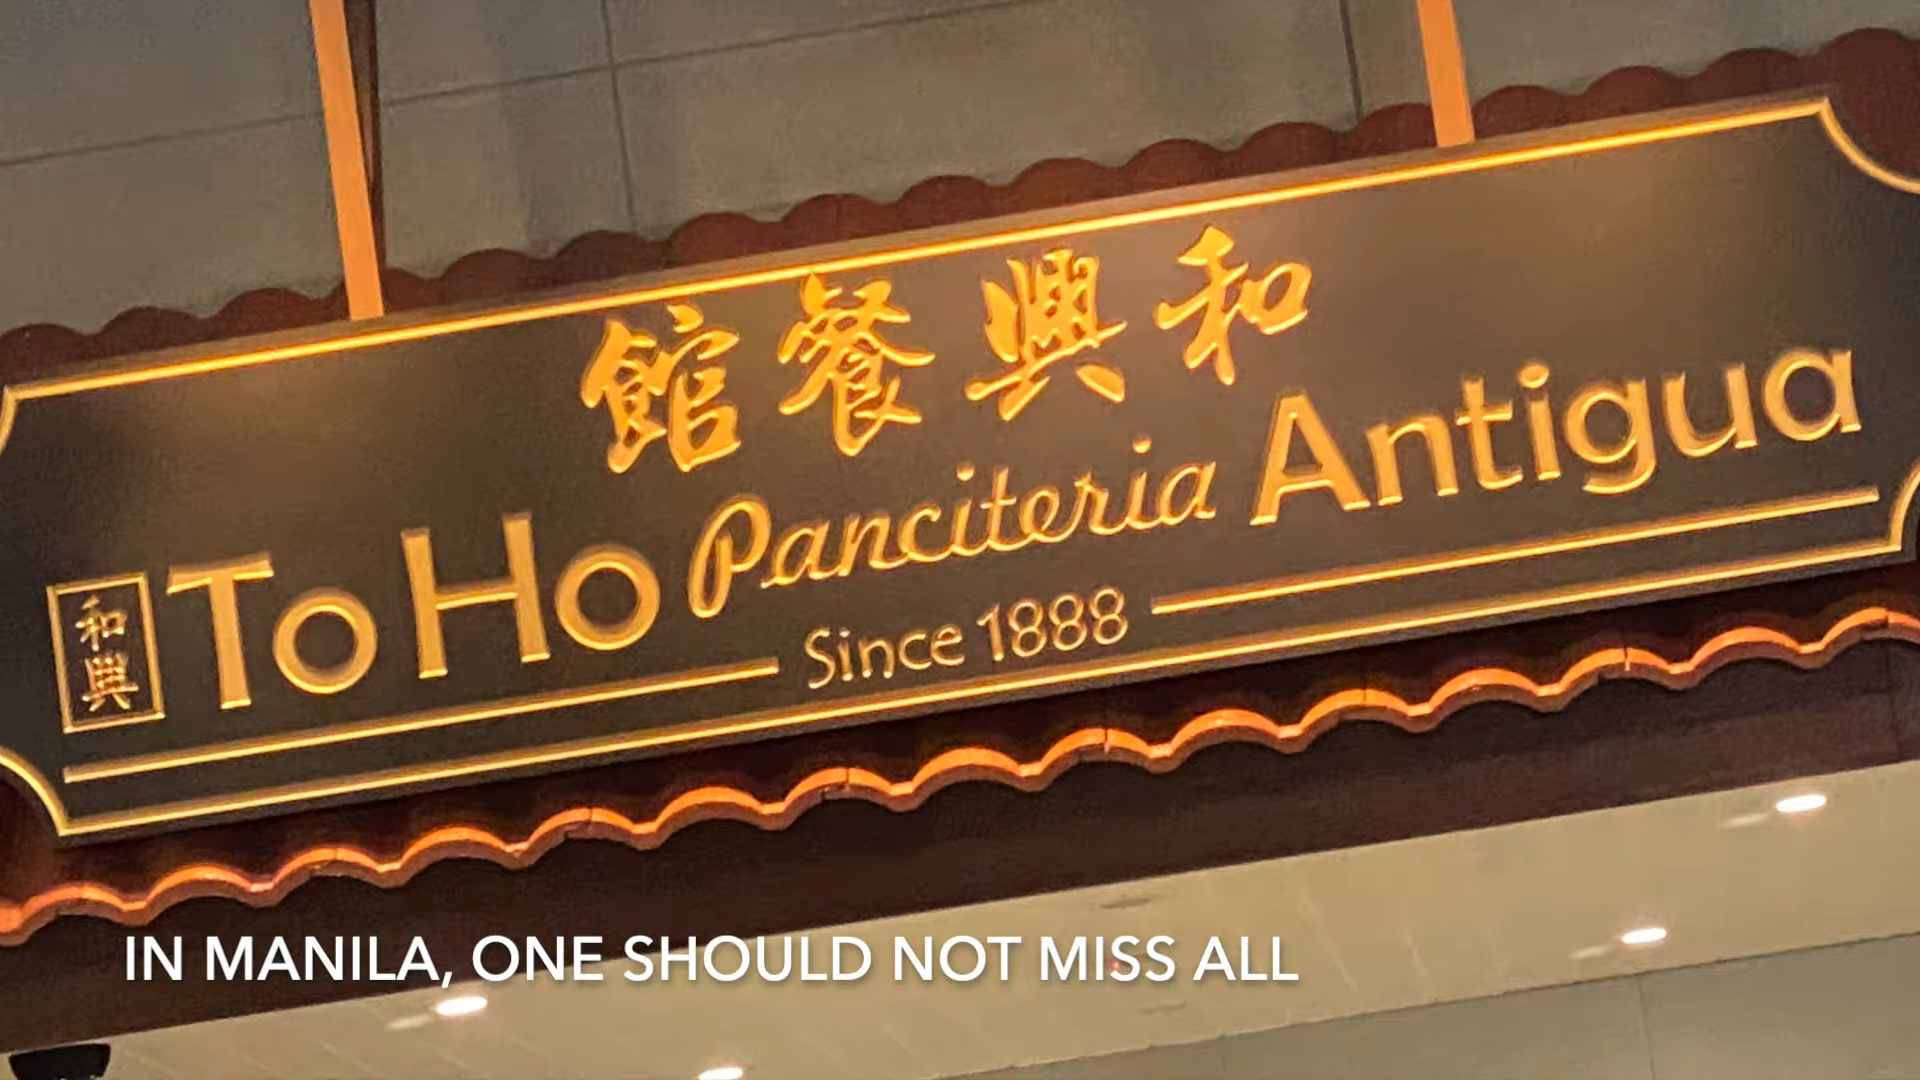 和興餐館
和興
To Ho Panciteria Antigua
Since 1888
IN MANILA, ONE SHOULD NOT MISS ALL